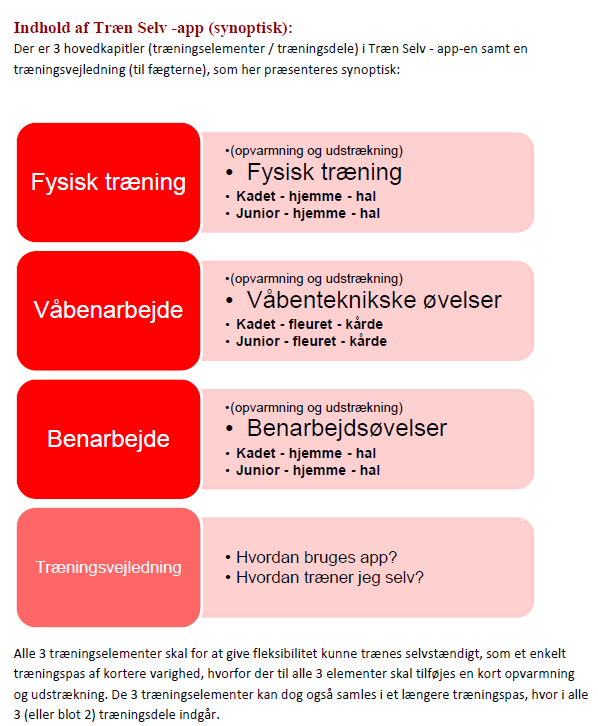 Indhold af Træn Selv -app (synoptisk):
Der er 3 hovedkapitler (træningselementer / træningsdele) i Træn Selv - app-en samt en
træningsvejledning (til fægterne), som her præsenteres synoptisk:
Fysisk træning
•(opvarmning og udstrækning)
• Fysisk træning
• Kadet - hjemme - hal
• Junior - hjemme - hal
Våbenarbejde
•(opvarmning og udstrækning)
• Våbenteknikske øvelser
• Kadet - fleuret - kårde
• Junior - fleuret - kårde
Benarbejde
•(opvarmning og udstrækning)
• Benarbejdsøvelser
• Kadet - hjemme - hal
• Junior - hjemme - hal
Træningsvejledning
• Hvordan bruges app?
• Hvordan træner jeg selv?
Alle 3 træningselementer skal for at give fleksibilitet kunne trænes selvstændigt, som et enkelt
træningspas af kortere varighed, hvorfor der til alle 3 elementer skal tilføjes en kort opvarmning
og udstrækning. De 3 træningselementer kan dog også samles i et længere træningspas, hvor i alle
3 (eller blot 2) træningsdele indgår.